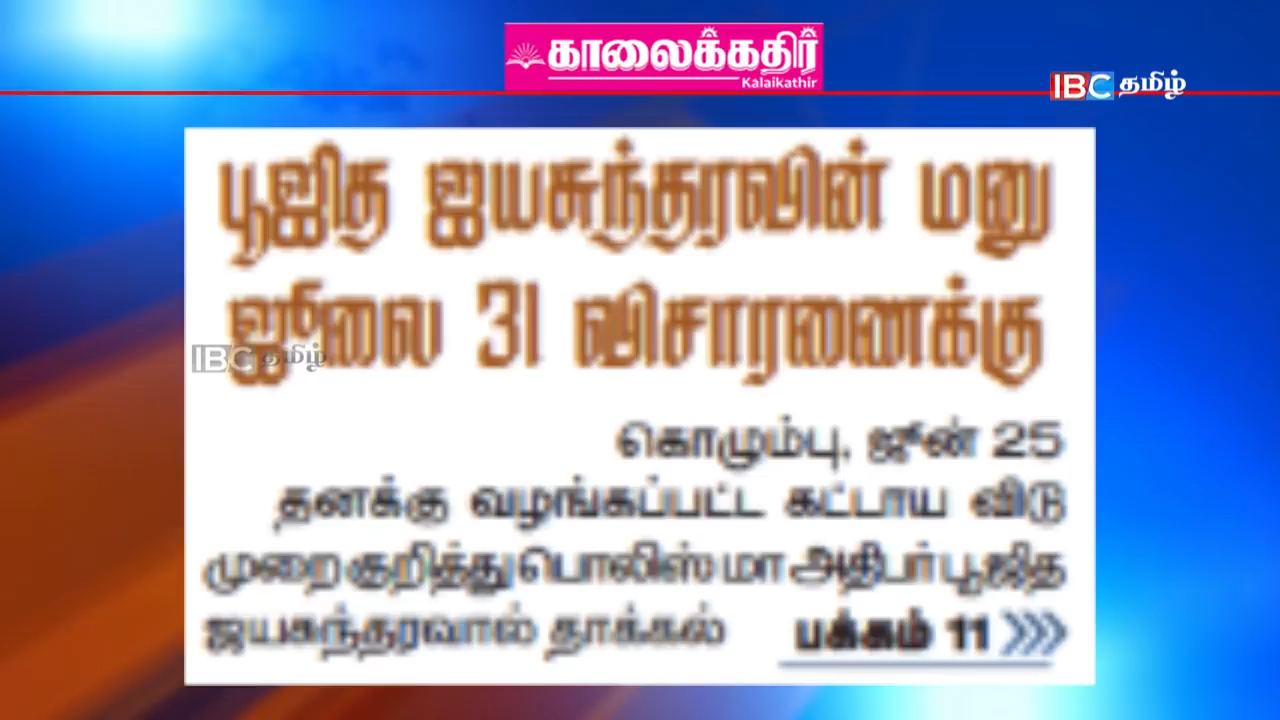 காலைக்கதிர்
Kalaikathir
IBC தமிழ்
பூஜித ஜயசுந்தரவின் மனு
ஜூலை 31 விசாரணைக்கு
IBC தமிழ்
கொழும்பு, ஜூன் 25
தனக்கு வழங்கப்பட்ட கட்டாய விடு
முறை குறித்து பொலிஸ் மா அதிபர் பூஜித
ஜயசுந்தரவால் தாக்கல் பக்கம் 11